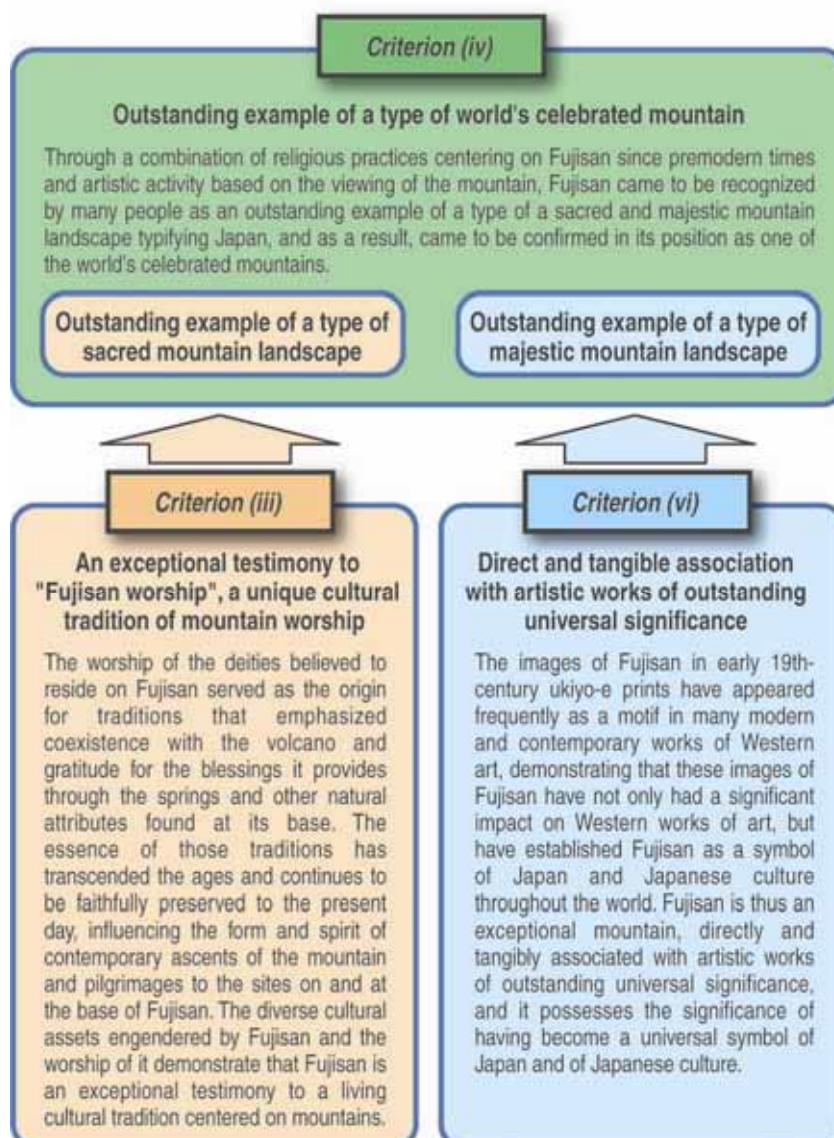 Criterion (iv)
Outstanding example of a type of world's celebrated mountain
Through a combination of religious practices centering on Fujisan since premodern times
and artistic activity based on the viewing of the mountain, Fujisan came to be recognized
by many people as an outstanding example of a type of a sacred and majestic mountain
landscape typifying Japan, and as a result, came to be confirmed in its position as one of
the world's celebrated mountains.
Outstanding example of a type of
sacred mountain landscape
Outstanding example of a type of
majestic mountain landscape
Criterion (iii)
An exceptional testimony to
"Fujisan worship", a unique cultural
tradition of mountain worship
The worship of the deities believed to
reside on Fujisan served as the origin
for traditions that emphasized
coexistence with the volcano and
gratitude for the blessings it provides
through the springs and other natural
attributes found at its base. The
essence of those traditions has
transcended the ages and continues to
be faithfully preserved to the present
day, influencing the form and spirit of
contemporary ascents of the mountain
and pilgrimages to the sites on and at
the base of Fujisan. The diverse cultural
assets engendered by Fujisan and the
worship of it demonstrate that Fujisan is
an exceptional testimony to a living
cultural tradition centered on mountains.
Criterion (vi)
Direct and tangible association
with artistic works of outstanding
universal significance
The images of Fujisan in early 19th-
century ukiyo-e prints have appeared
frequently as a motif in many modern
and contemporary works of Western
art, demonstrating that these images of
Fujisan have not only had a significant
impact on Western works of art, but
have established Fujisan as a symbol
of Japan and Japanese culture
throughout the world. Fujisan is thus an
exceptional mountain, directly and
tangibly associated with artistic works
of outstanding universal significance,
and it possesses the significance of
having become a universal symbol of
Japan and of Japanese culture.